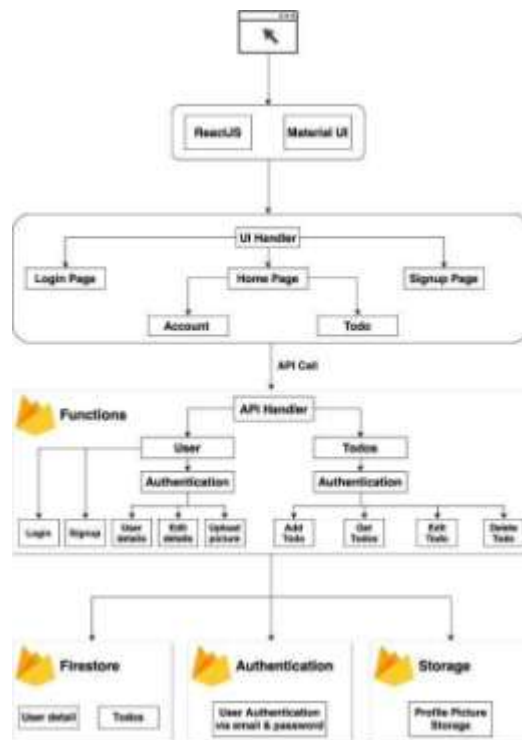 ReactJS
Material UI
UI Handler
Login Page
Home Page
Signup Page
Account
Todo
API Call
Functions
API Handler
User
Todos
Authentication
Authentication
Login
Signup
User
details
Edit
details
Upload
picture
Add
Todo
Get
Todos
Edit
Todo
Delete
Todo
Firestore
Authentication
Storage
User detail
Todos
User Authentication
via email & password
Profile Picture
Storage